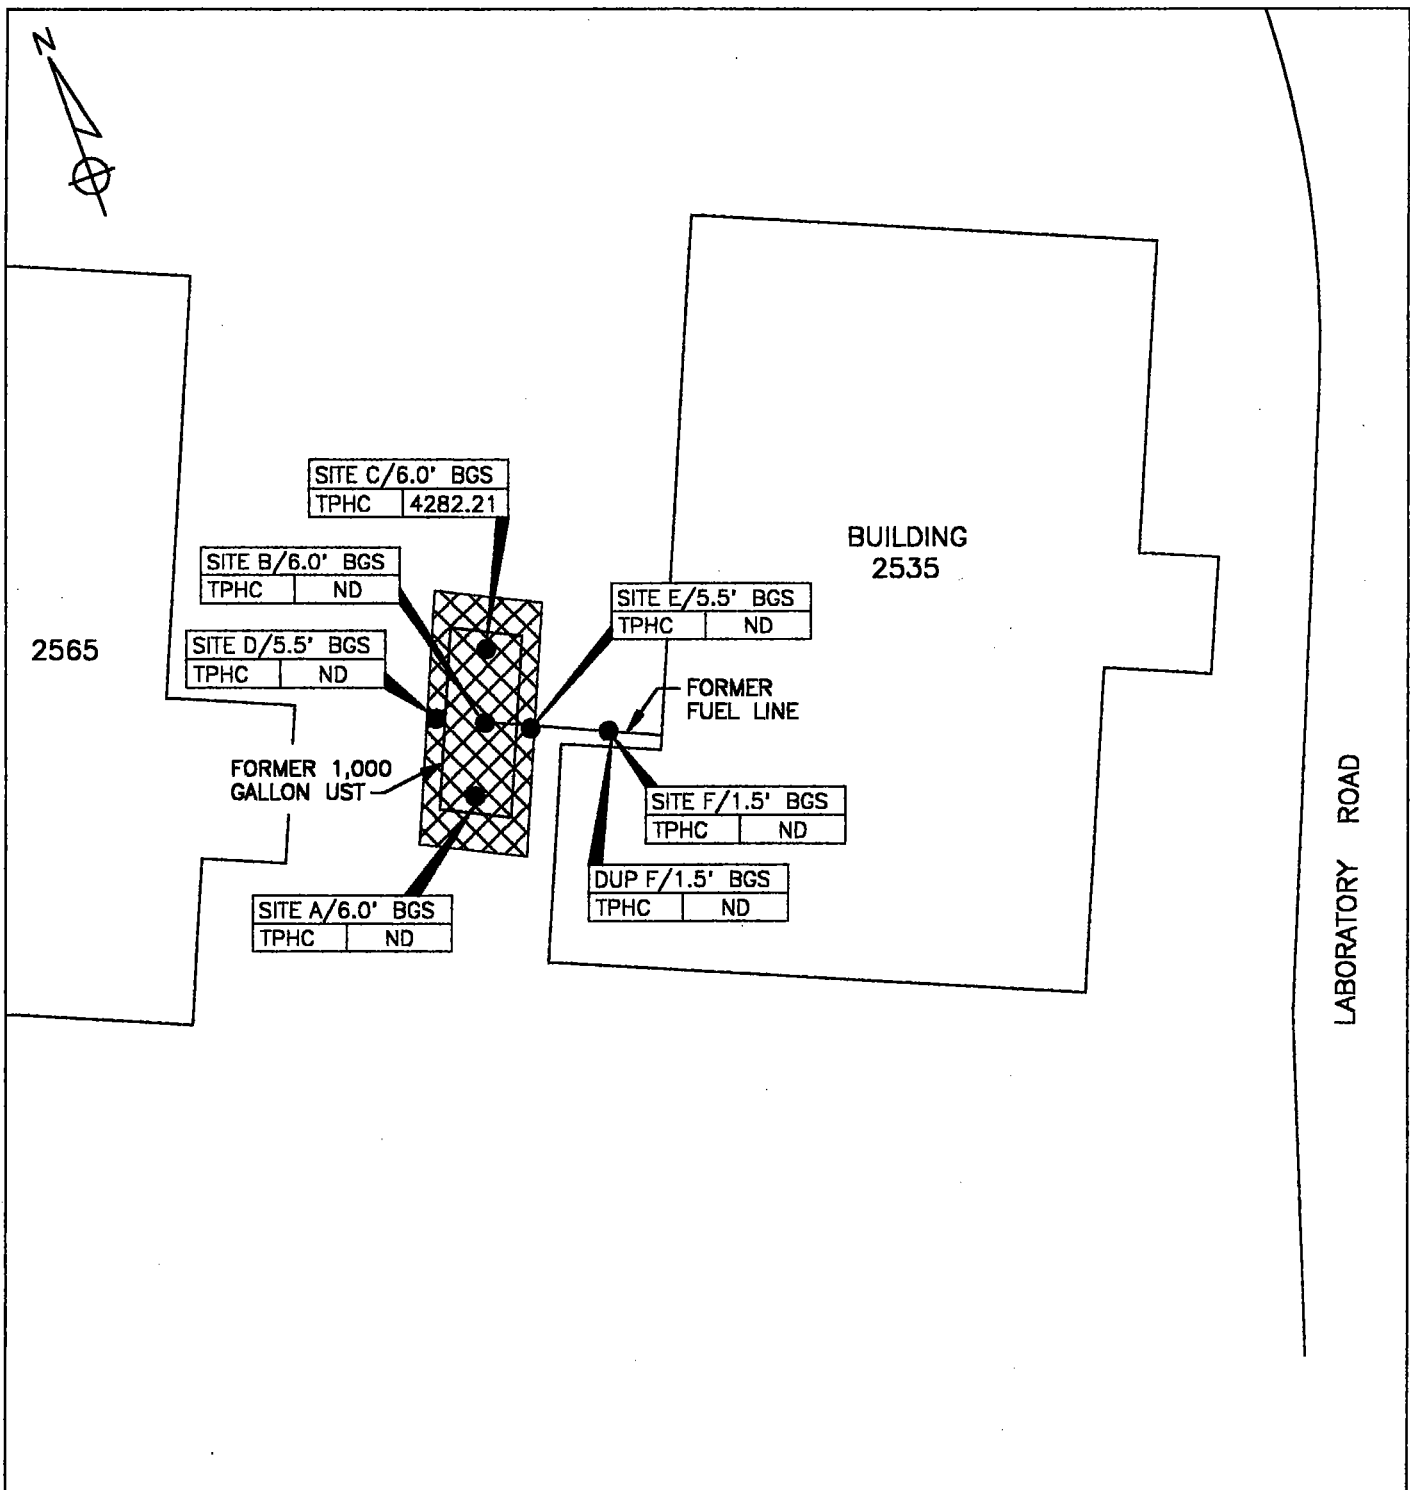 N
SITE C/6.0' BGS
TPHC 4282.21
BUILDING
2535
SITE B/6.0' BGS
TPHC ND
SITE E/5.5' BGS
TPHC ND
SITE D/5.5' BGS
TPHC ND
2565
FORMER
FUEL LINE
FORMER 1,000
GALLON UST
SITE F/1.5' BGS
TPHC ND
DUP F/1.5' BGS
TPHC ND
SITE A/6.0' BGS
TPHC ND
LABORATORY ROAD